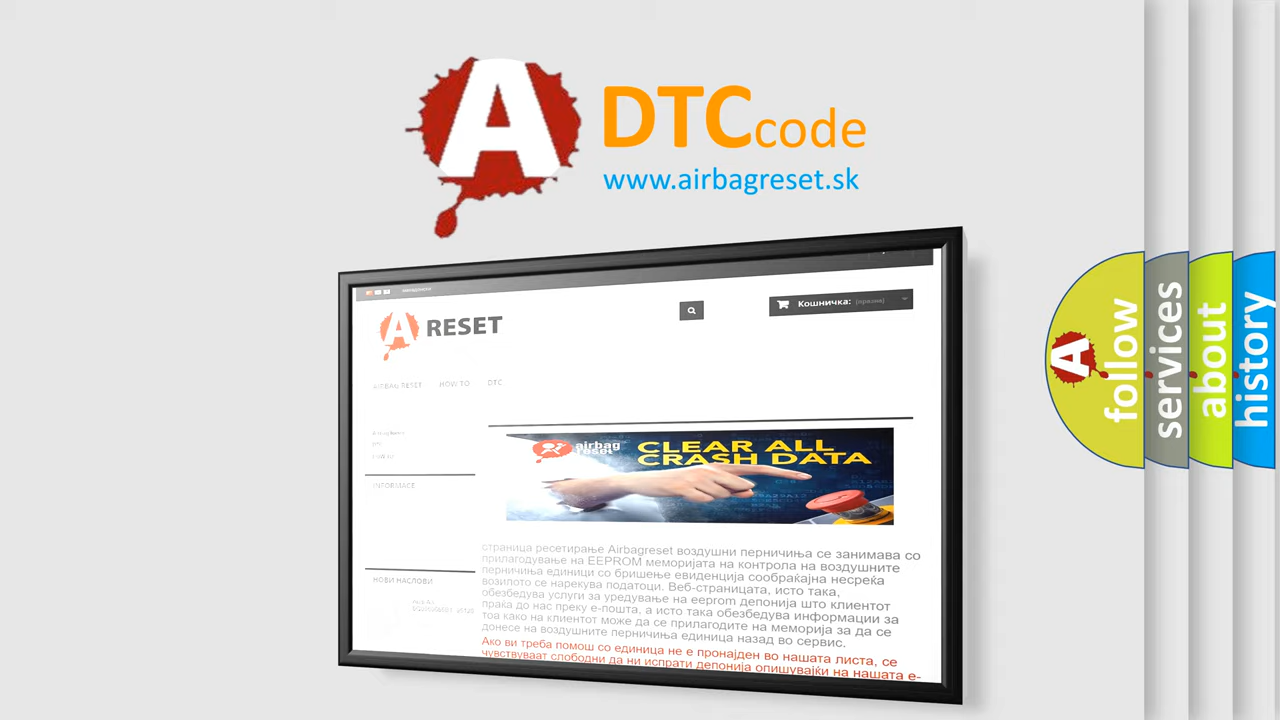 A
DTCcode
www.airbagreset.sk
Кошничка: (празна)
A RESET
AIRBAG RESET HOW TO DTC
airbag
reset
CLEAR ALL
CRASH DATA
INFORMACE
страница ресетирање Airbagreset воздушни перничиња се занимава со
прилагодување на EEPROM меморијата на контрола на воздушните
перничиња единици со бришење евиденција сообраќајна несреќа
возилото се нарекува податоци. Веб-страницата, исто така,
обезбедува услуги за уредување на eeprom депонија што клиентот
праќа до нас преку е-пошта, а исто така обезбедува информации за
тоа како на клиентот може да се прилагодите на меморија за да се
донесе на воздушните перничиња единица назад во сервис.
НОВИ НАСЛОВИ
Ако ви треба помош со единица не е пронајден во нашата листа, се
чувствуваат слободни да ни испрати депонија опишувајќи на нашата е-
A
follow
services
about
history